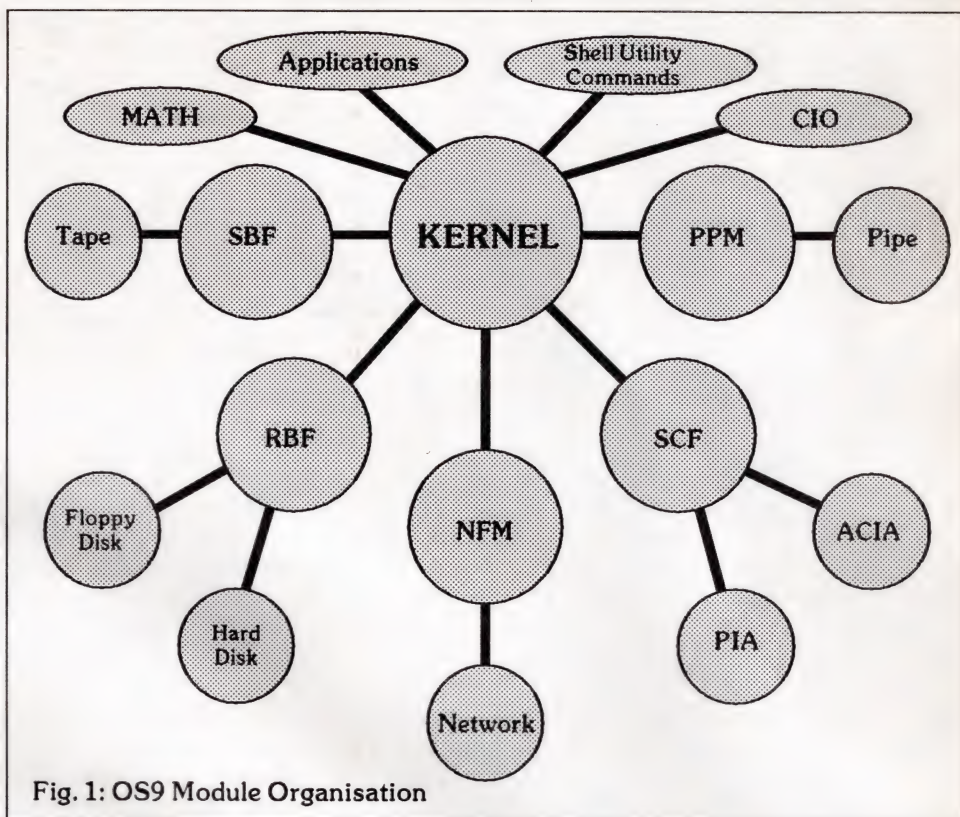 Applications
Shell Utility
Commands
MATH
CIO
KERNEL
Tape
SBF
PPM
Pipe
RBF
SCF
Floppy
Disk
NFM
ACIA
Hard
Disk
PIA
Network
Fig. 1: OS9 Module Organisation